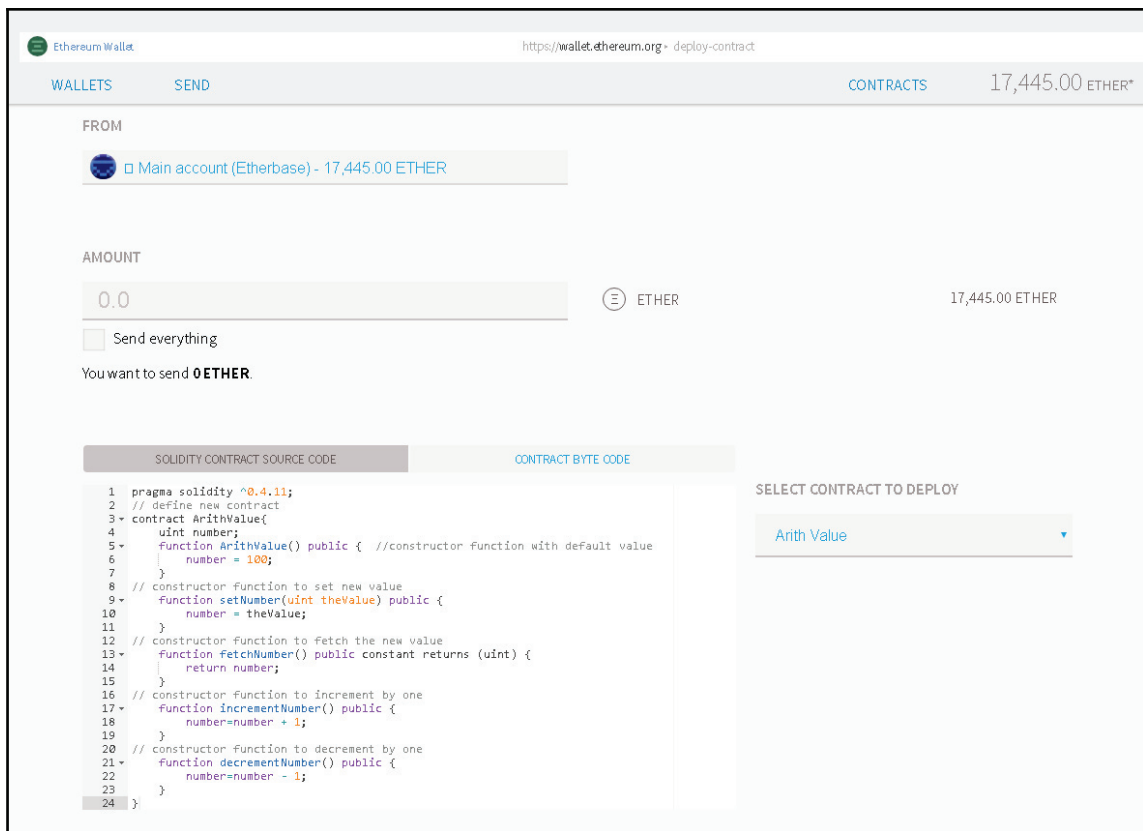 Ethereum Wallet https://wallet.ethereum.org ▸ deploy-contract
WALLETS SEND CONTRACTS 17,445.00 ETHER*
FROM
Main account (Etherbase) - 17,445.00 ETHER
AMOUNT
0.0 ETHER 17,445.00 ETHER
Send everything
You want to send 0 ETHER.
SOLIDITY CONTRACT SOURCE CODE CONTRACT BYTE CODE
SELECT CONTRACT TO DEPLOY
Arith Value
1 pragma solidity ^0.4.11;
2 // define new contract
3 contract ArithValue{
4     uint number;
5     function ArithValue() public {  //constructor function with default value
6         number = 100;
7     }
8 // constructor function to set new value
9     function setNumber(uint theValue) public {
10         number = theValue;
11     }
12 // constructor function to fetch the new value
13     function fetchNumber() public constant returns (uint) {
14         return number;
15     }
16 // constructor function to increment by one
17     function incrementNumber() public {
18         number=number + 1;
19     }
20 // constructor function to decrement by one
21     function decrementNumber() public {
22         number=number - 1;
23     }
24 }